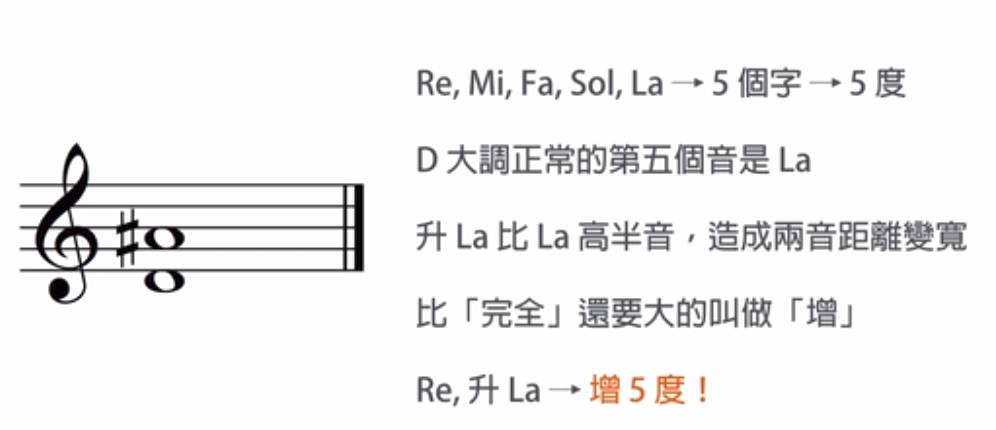 Re, Mi, Fa, Sol, La → 5 個字 → 5 度
D 大調正常的第五個音是 La
升 La 比 La 高半音，造成兩音距離變寬
比「完全」還要大的叫做「增」
Re, 升 La → 增 5 度！